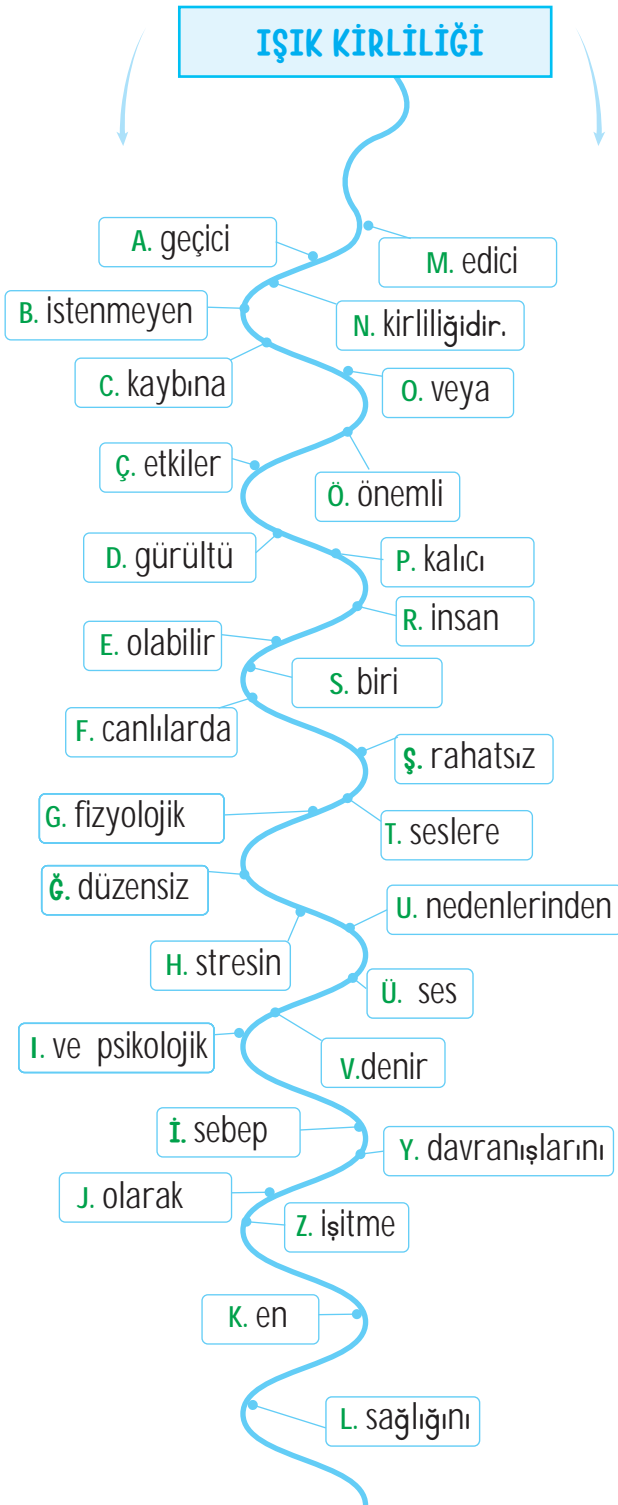 IŞIK KİRLİLİĞİ
A. geçici
M. edici
B. istenmeyen
N. kirliliğidir.
C. kaybına
O. veya
Ç. etkiler
Ö. önemli
D. gürültü
P. kalıcı
R. insan
E. olabilir
S. biri
F. canlılarda
Ş. rahatsız
G. fizyolojik
T. seslere
Ğ. düzensiz
U. nedenlerinden
H. stresin
Ü. ses
I. ve psikolojik
V.denir
İ. sebep
Y. davranışlarını
J. olarak
Z. işitme
K. en
L. sağlığını